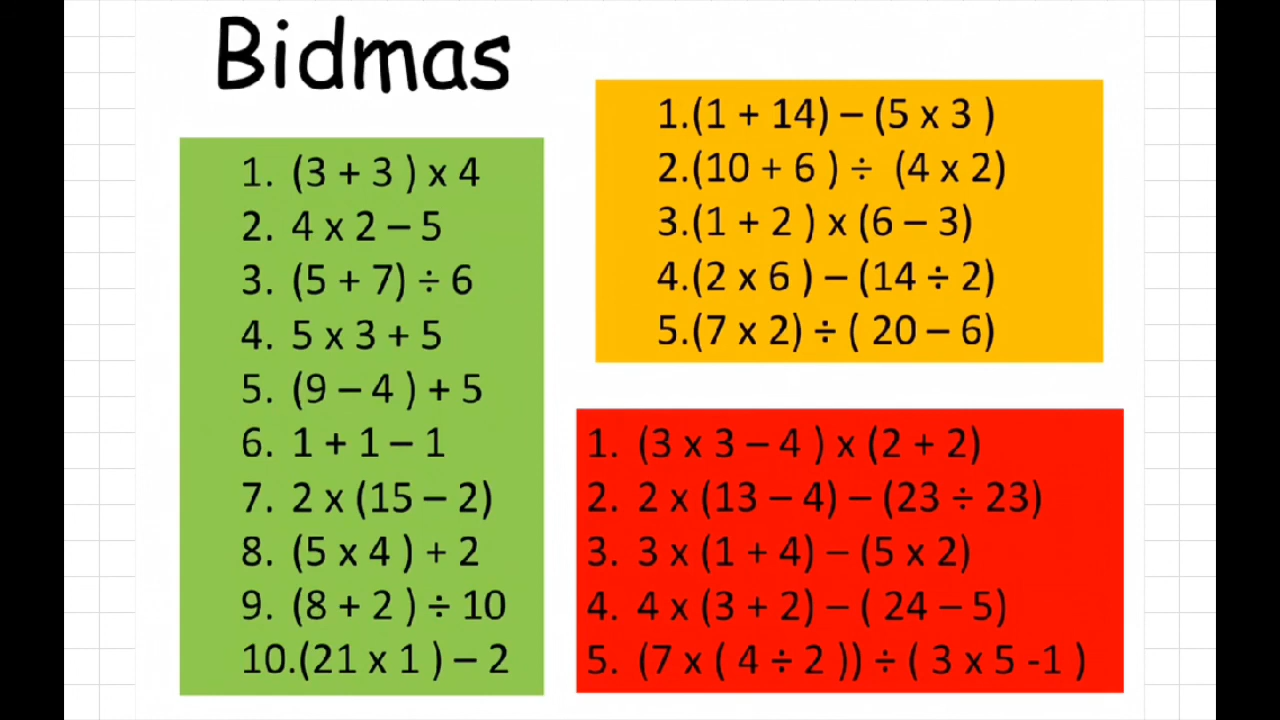 Bidmas
1. (3 + 3 ) x 4
2. 4 x 2 – 5
3. (5 + 7) ÷ 6
4. 5 x 3 + 5
5. (9 – 4 ) + 5
6. 1 + 1 – 1
7. 2 x (15 – 2)
8. (5 x 4 ) + 2
9. (8 + 2 ) ÷ 10
10.(21 x 1 ) – 2
1.(1 + 14) – (5 x 3 )
2.(10 + 6 ) ÷ (4 x 2)
3.(1 + 2 ) x (6 – 3)
4.(2 x 6 ) – (14 ÷ 2)
5.(7 x 2) ÷ ( 20 – 6)
1. (3 x 3 – 4 ) x (2 + 2)
2. 2 x (13 – 4) – (23 ÷ 23)
3. 3 x (1 + 4) – (5 x 2)
4. 4 x (3 + 2) – ( 24 – 5)
5. (7 x ( 4 ÷ 2 )) ÷ ( 3 x 5 -1 )